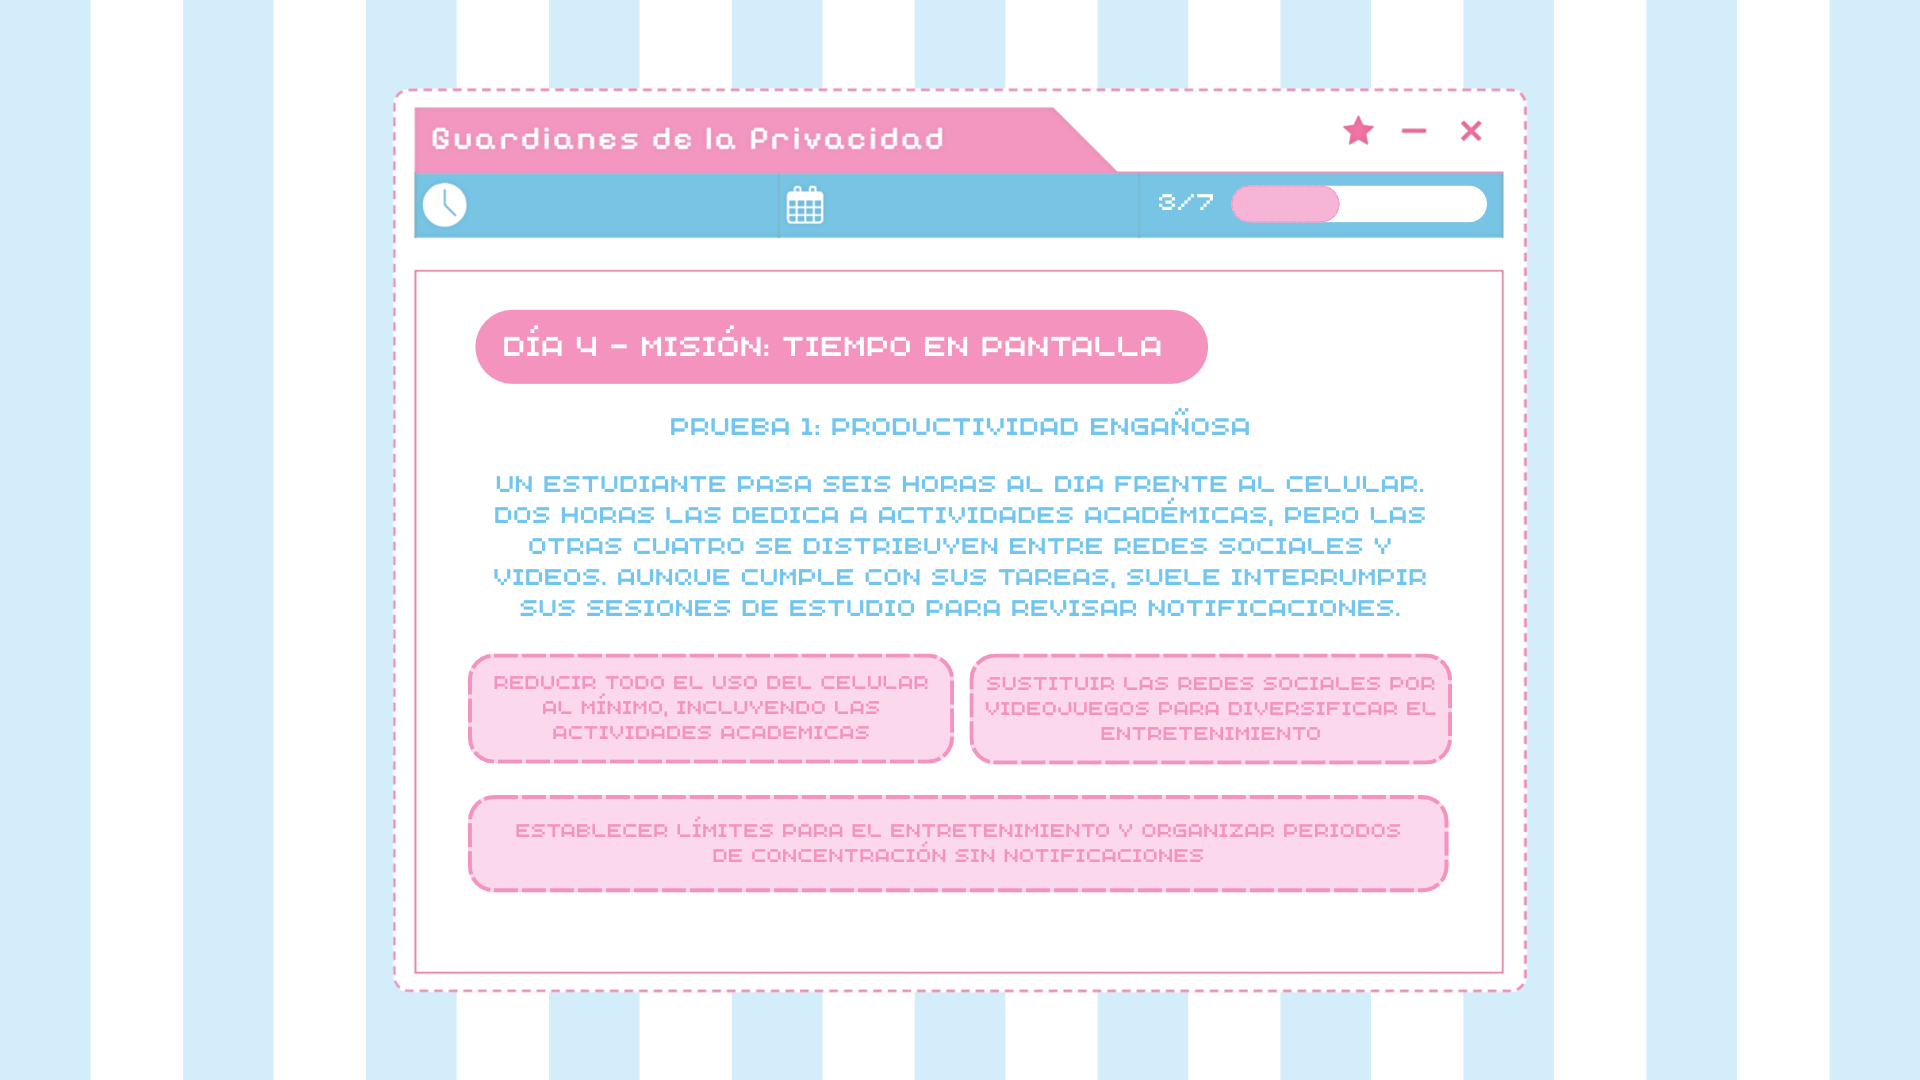 Guardianes de la Privacidad
3/7
DÍA 4 - MISIÓN: TIEMPO EN PANTALLA
PRUEBA 1: PRODUCTIVIDAD ENGAÑOSA
UN ESTUDIANTE PASA SEIS HORAS AL DIA FRENTE AL CELULAR.
DOS HORAS LAS DEDICA A ACTIVIDADES ACADÉMICAS, PERO LAS
OTRAS CUATRO SE DISTRIBUYEN ENTRE REDES SOCIALES Y
VIDEOS. AUNQUE CUMPLE CON SUS TAREAS, SUELE INTERRUMPIR
SUS SESIONES DE ESTUDIO PARA REVISAR NOTIFICACIONES.
REDUCIR TODO EL USO DEL CELULAR
AL MÍNIMO, INCLUYENDO LAS
ACTIVIDADES ACADEMICAS
SUSTITUIR LAS REDES SOCIALES POR
VIDEOJUEGOS PARA DIVERSIFICAR EL
ENTRETENIMIENTO
ESTABLECER LÍMITES PARA EL ENTRETENIMIENTO Y ORGANIZAR PERIODOS
DE CONCENTRACIÓN SIN NOTIFICACIONES